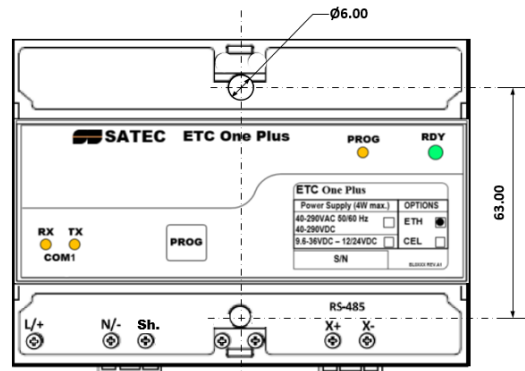 Ø6.00
SATEC ETC One Plus
PROG
RDY
63.00
ETC One Plus
Power Supply (4W max.) OPTIONS
40-290VAC 50/60 Hz
40-290VDC
ETH
9.6-36VDC – 12/24VDC
CEL
S/N
RX TX
COM1
PROG
RS-485
L/+ N/- Sh. X+ X-